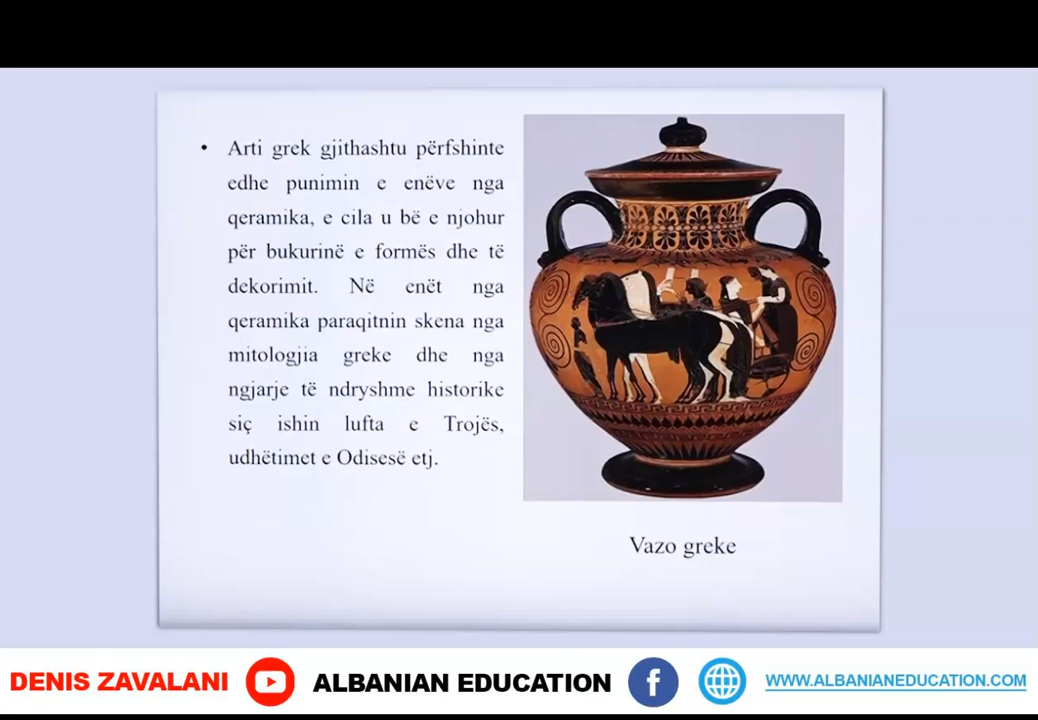 • Arti grek gjithashtu përfshinte
edhe punimin e enëve nga
qeramika, e cila u bë e njohur
për bukurinë e formës dhe të
dekorimit. Në enët nga
qeramika paraqitnin skena nga
mitologjia greke dhe nga
ngjarje të ndryshme historike
siç ishin lufta e Trojës,
udhëtimet e Odisesë etj.
Vazo greke
DENIS ZAVALANI
ALBANIAN EDUCATION
WWW.ALBANIANEDUCATION.COM